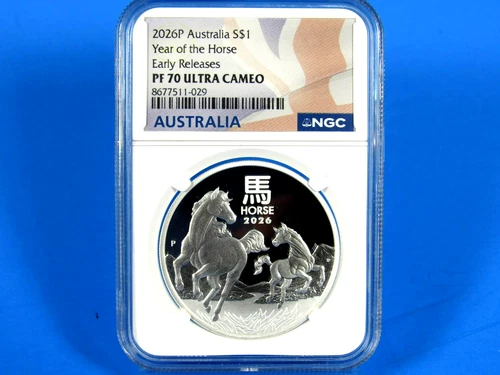 2026P Australia S$1
Year of the Horse
Early Releases
PF 70 ULTRA CAMEO
8677511-029
AUSTRALIA
NGC
馬
HORSE
2026
P